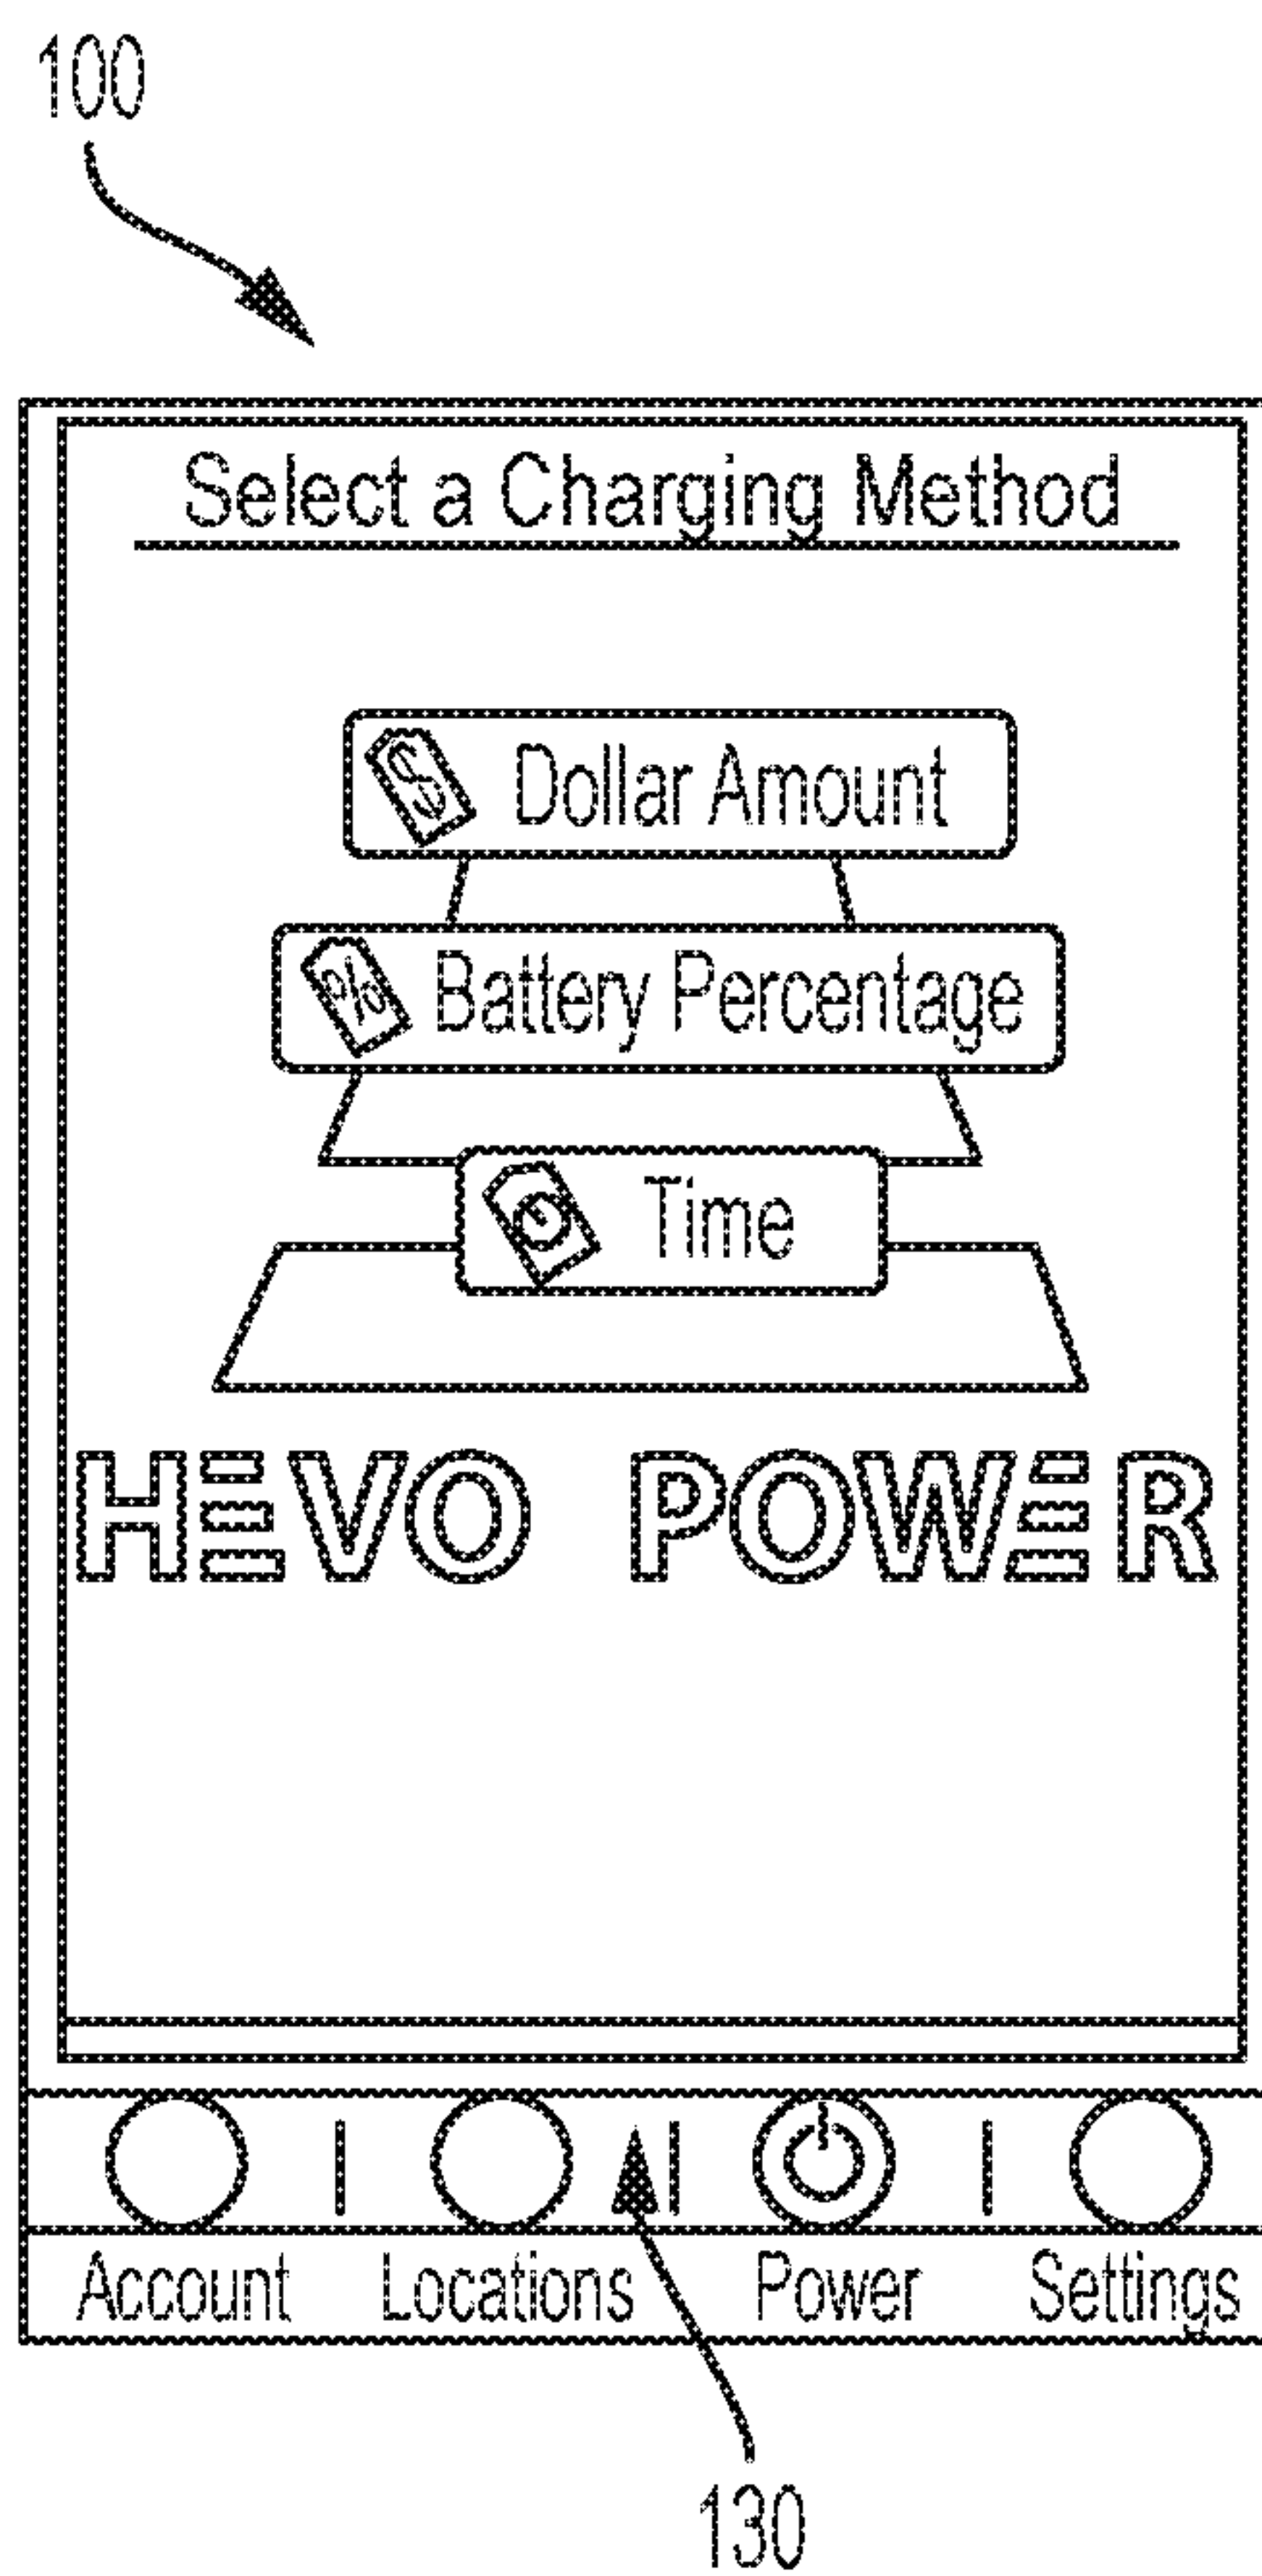 100
Select a Charging Method
$ Dollar Amount
% Battery Percentage
Time
HEVO POWER
Account Locations Power Settings
130